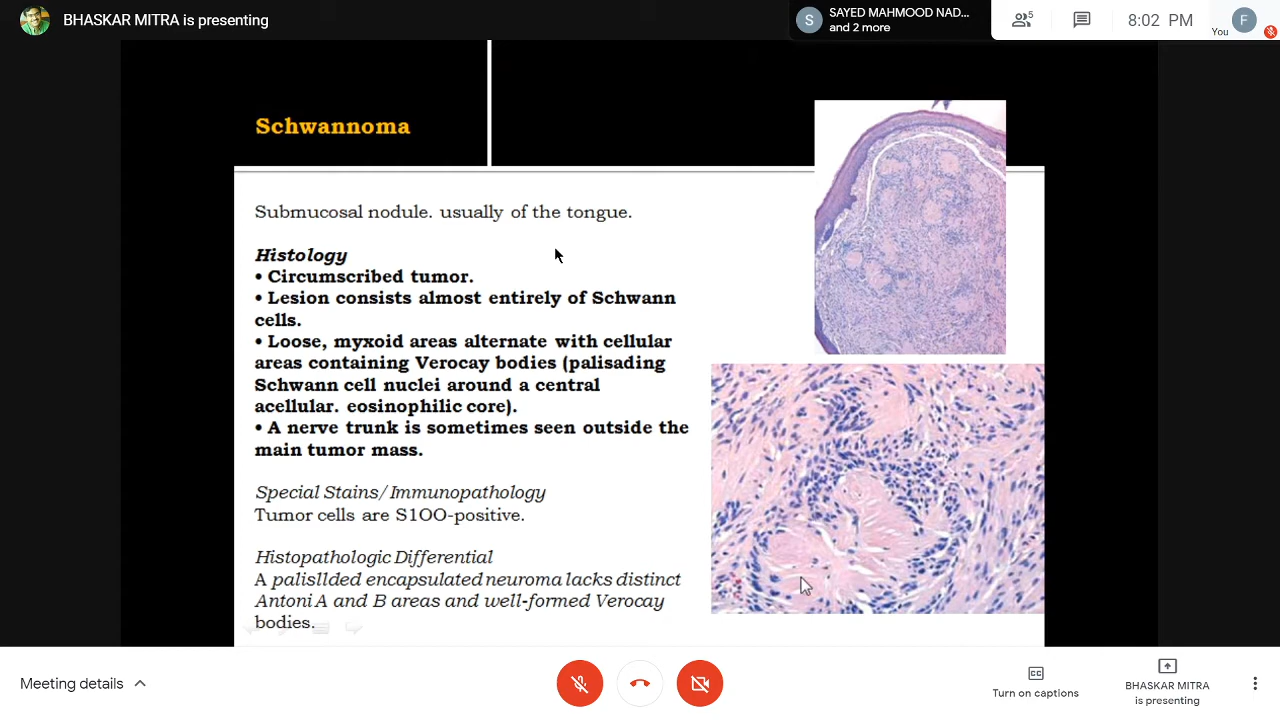 BHASKAR MITRA is presenting
S
SAYED MAHMOOD NAD...
and 2 more
5
8:02 PM
You
F
Schwannoma
Submucosal nodule. usually of the tongue.
Histology
• Circumscribed tumor.
• Lesion consists almost entirely of Schwann
cells.
• Loose, myxoid areas alternate with cellular
areas containing Verocay bodies (palisading
Schwann cell nuclei around a central
acellular. eosinophilic core).
• A nerve trunk is sometimes seen outside the
main tumor mass.
Special Stains/Immunopathology
Tumor cells are S1OO-positive.
Histopathologic Differential
A palislIded encapsulated neuroma lacks distinct
Antoni A and B areas and well-formed Verocay
bodies.
Meeting details
CC
Turn on captions
BHASKAR MITRA
is presenting